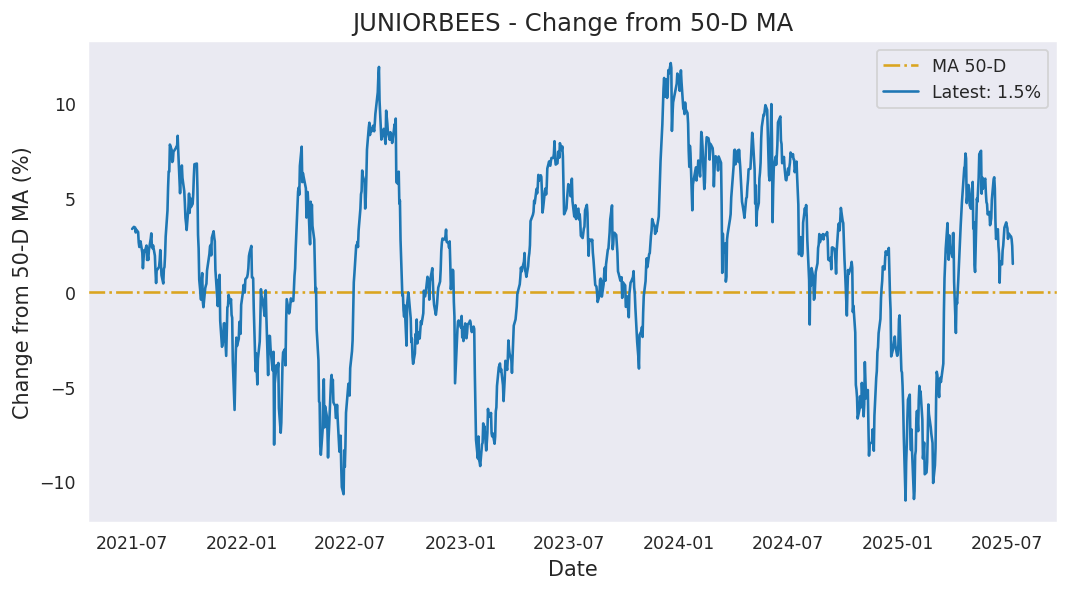 JUNIORBEES - Change from 50-D MA
MA 50-D
Latest: 1.5%
Change from 50-D MA (%)
10
5
0
−5
−10
2021-07 2022-01 2022-07 2023-01 2023-07 2024-01 2024-07 2025-01 2025-07
Date